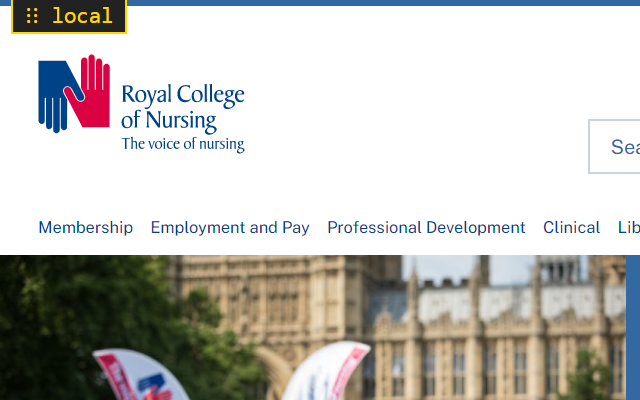 local
Royal College
of Nursing
The voice of nursing
Sea
Membership Employment and Pay Professional Development Clinical Lib